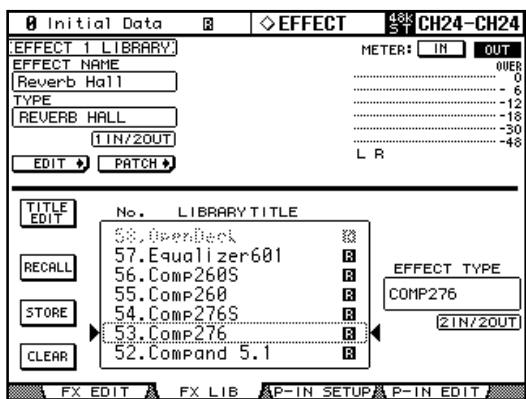 0 Initial Data R ◇EFFECT 48K ST CH24-CH24
EFFECT 1 LIBRARY
METER: IN OUT
EFFECT NAME
Reverb Hall
TYPE
REVERB HALL
1IN/2OUT
EDIT PATCH
OVER
0
- 6
-12
-18
-30
-48
L R
TITLE EDIT
No. LIBRARY TITLE
58.OpenDeck R
57.Equalizer601 R
56.Comp260S R
55.Comp260 R
54.Comp276S R
53.Comp276 R
52.Compand 5.1 R
RECALL
STORE
CLEAR
EFFECT TYPE
COMP276
2IN/2OUT
FX EDIT FX LIB P-IN SETUP P-IN EDIT